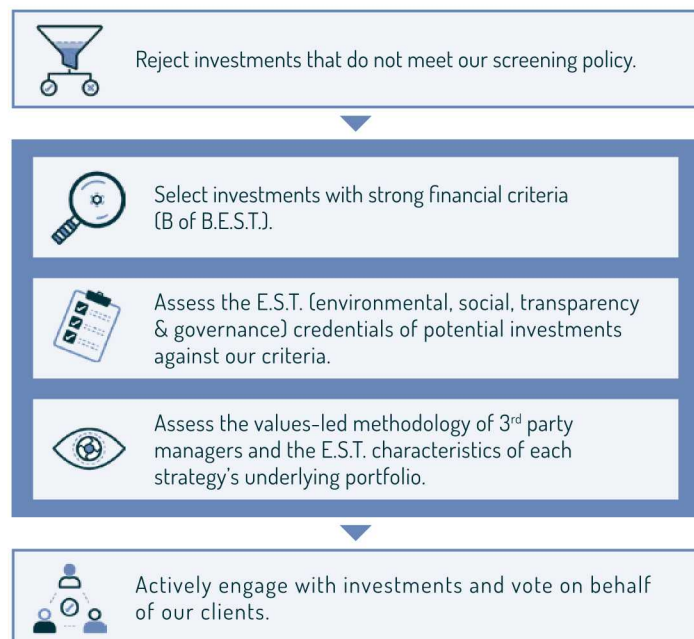 Reject investments that do not meet our screening policy.
Select investments with strong financial criteria
(B of B.E.S.T.).
Assess the E.S.T. (environmental, social, transparency
& governance) credentials of potential investments
against our criteria.
Assess the values-led methodology of 3rd party
managers and the E.S.T. characteristics of each
strategy's underlying portfolio.
Actively engage with investments and vote on behalf
of our clients.